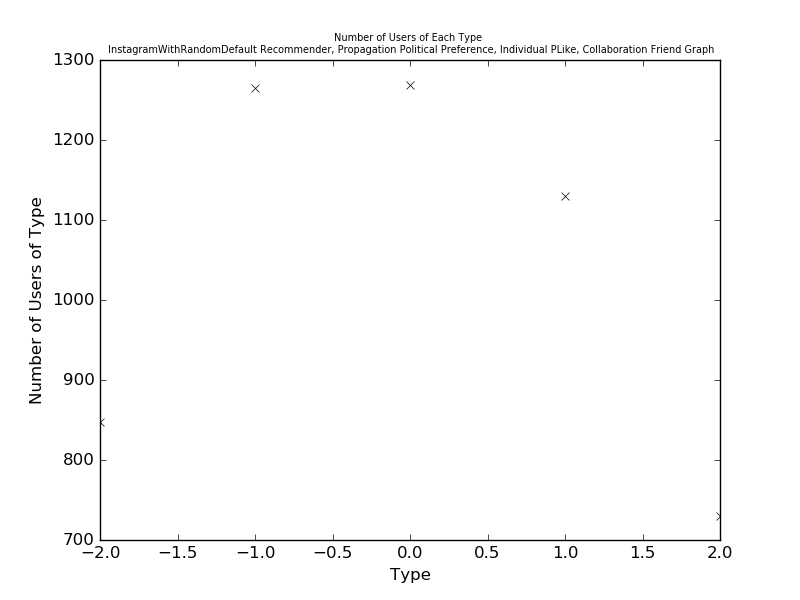 Number of Users of Each Type
InstagramWithRandomDefault Recommender, Propagation Political Preference, Individual PLike, Collaboration Friend Graph
1300
1200
1100
1000
900
800
700
Number of Users of Type
−2.0 −1.5 −1.0 −0.5 0.0 0.5 1.0 1.5 2.0
Type